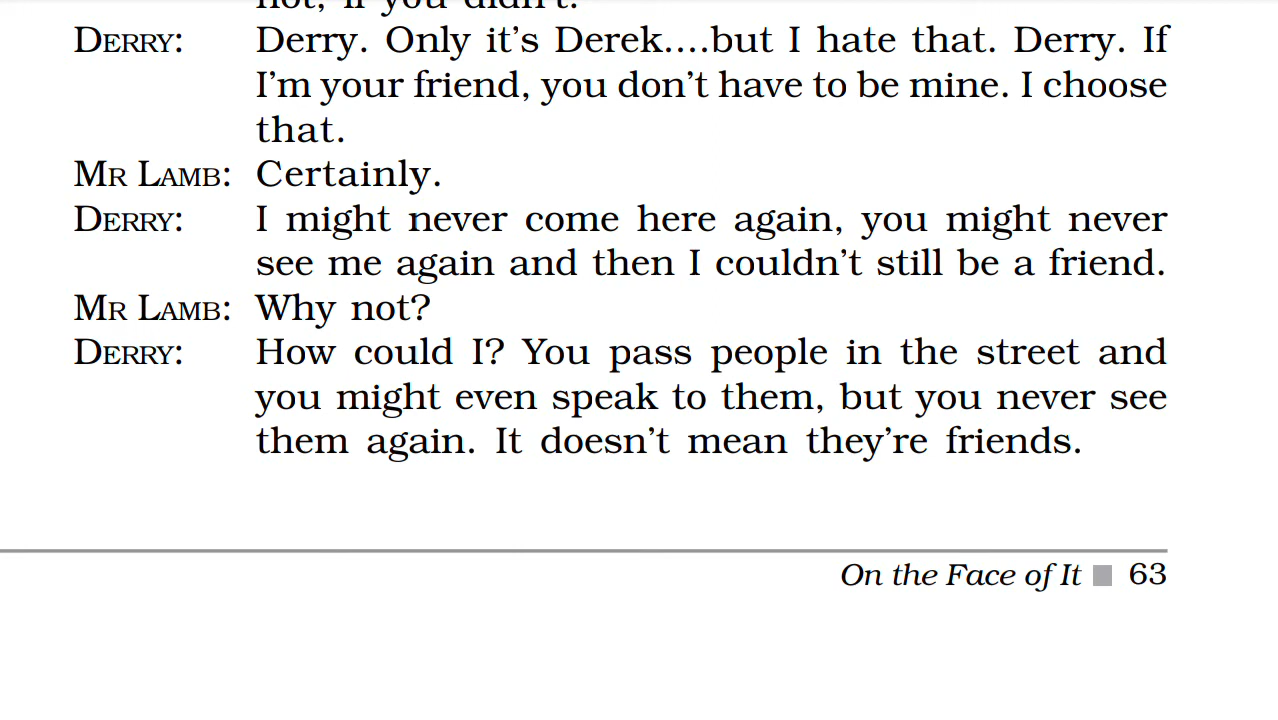 not, if you didn't.
DERRY: Derry. Only it's Derek....but I hate that. Derry. If
I'm your friend, you don't have to be mine. I choose
that.
MR LAMB: Certainly.
DERRY: I might never come here again, you might never
see me again and then I couldn't still be a friend.
MR LAMB: Why not?
DERRY: How could I? You pass people in the street and
you might even speak to them, but you never see
them again. It doesn't mean they're friends.
On the Face of It ■ 63